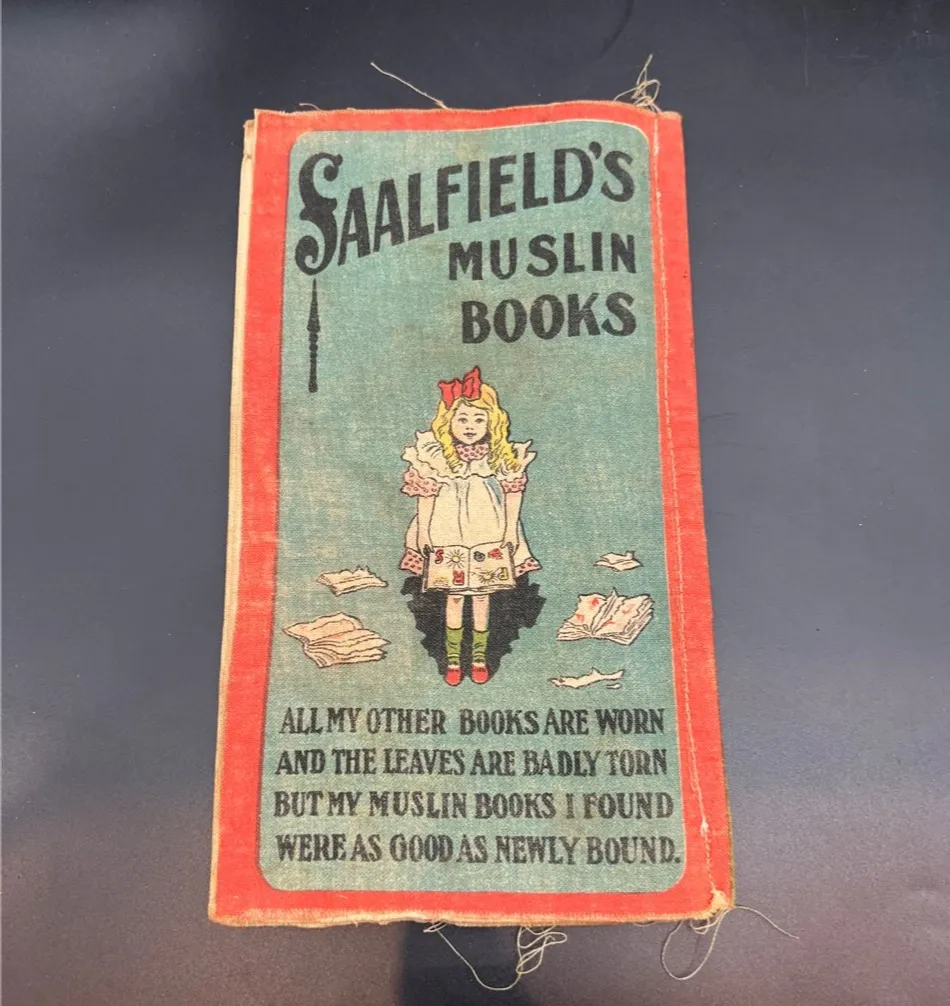 SAALFIELD'S
MUSLIN
BOOKS
ALL MY OTHER BOOKS ARE WORN
AND THE LEAVES ARE BADLY TORN
BUT MY MUSLIN BOOKS I FOUND
WERE AS GOOD AS NEWLY BOUND.